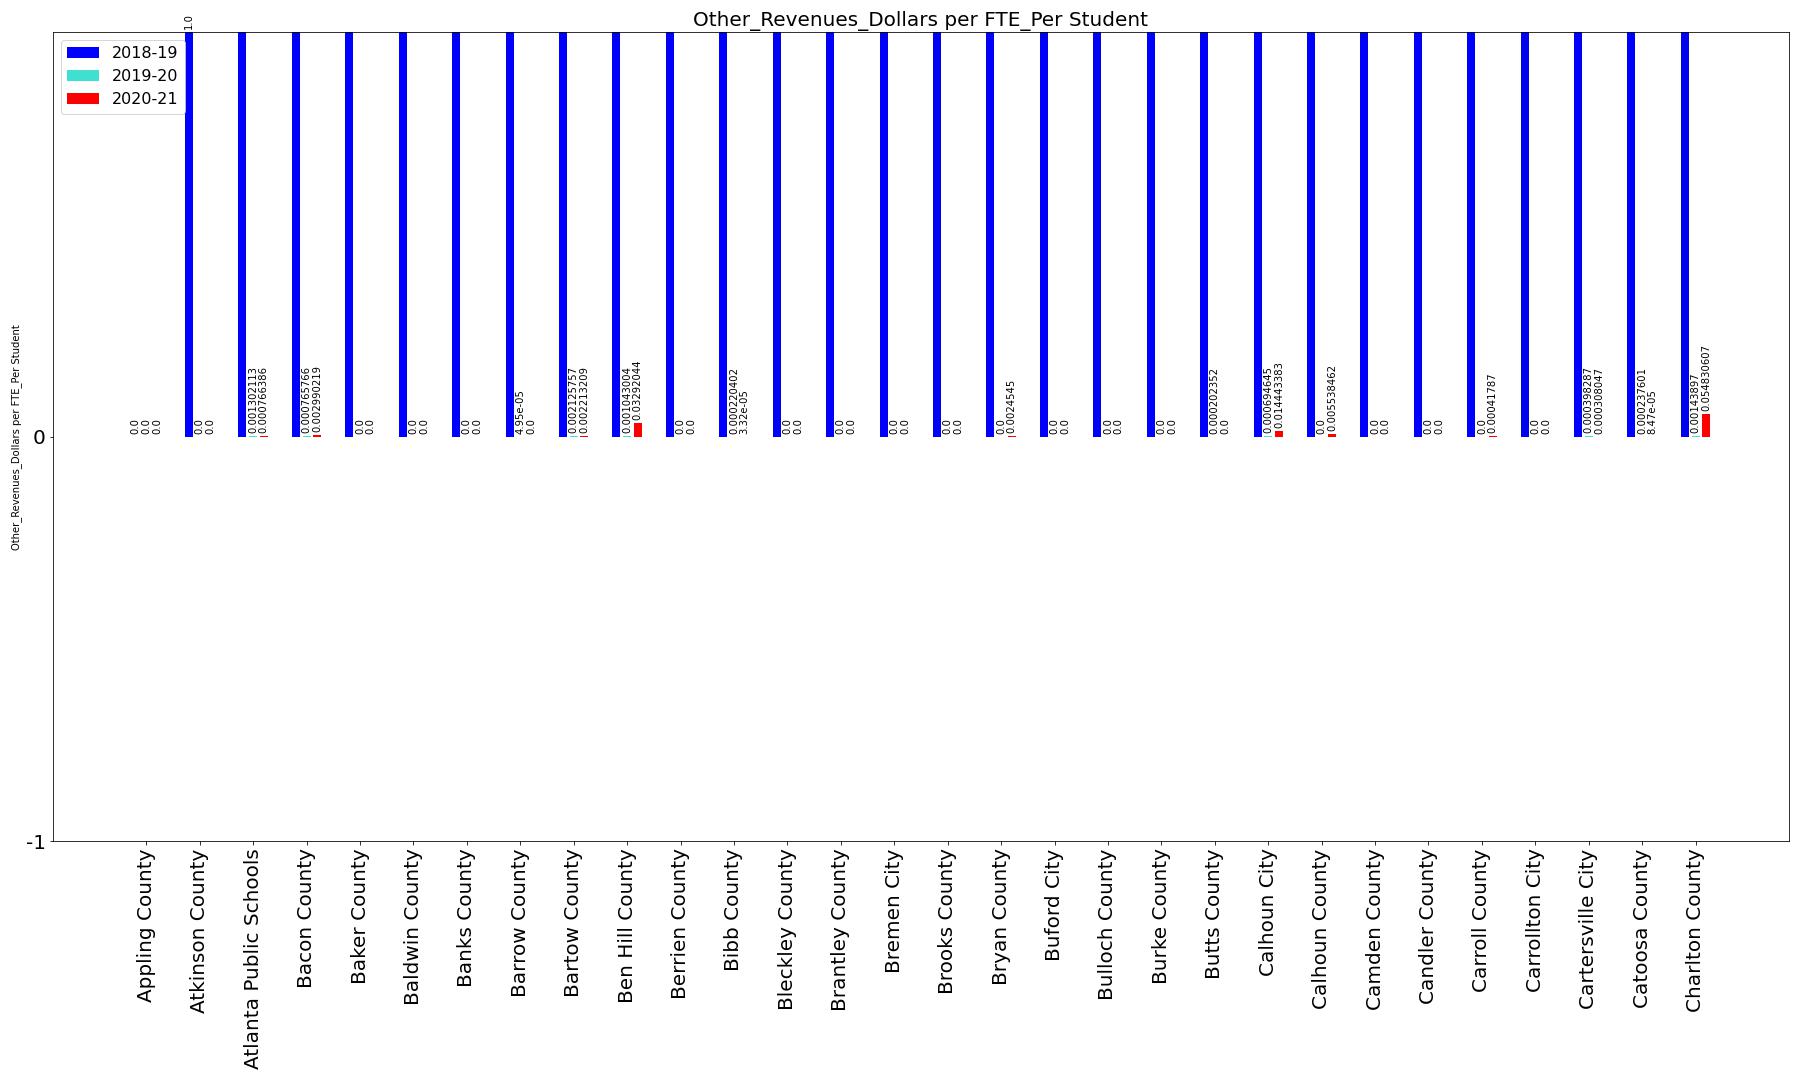 Other_Revenues_Dollars per FTE_Per Student
2018-19
2019-20
2020-21
Other_Revenues_Dollars per FTE_Per Student
0
-1
0.0
0.0
0.0
1.0
0.0
0.0
0.001302113
0.000766386
0.000765766
0.002990219
0.0
0.0
0.0
0.0
0.0
0.0
4.95e-05
0.0
0.002125757
0.002213209
0.001043004
0.03292044
0.0
0.0
0.000220402
3.32e-05
0.0
0.0
0.0
0.0
0.0
0.0
0.0
0.0
0.0
0.00024545
0.0
0.0
0.0
0.0
0.0
0.0
0.000202352
0.0
0.000694645
0.014443383
0.0
0.005538462
0.0
0.0
0.0
0.0
0.0
0.00041787
0.0
0.0
0.000398287
0.000308047
0.000237601
8.47e-05
0.00143897
0.054830607
Appling County
Atkinson County
Atlanta Public Schools
Bacon County
Baker County
Baldwin County
Banks County
Barrow County
Bartow County
Ben Hill County
Berrien County
Bibb County
Bleckley County
Brantley County
Bremen City
Brooks County
Bryan County
Buford City
Bulloch County
Burke County
Butts County
Calhoun City
Calhoun County
Camden County
Candler County
Carroll County
Carrollton City
Cartersville City
Catoosa County
Charlton County